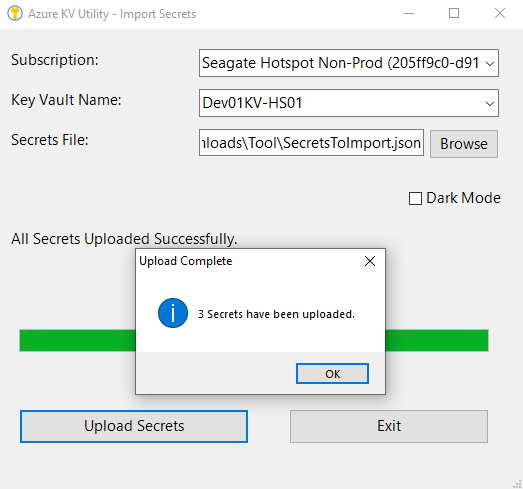 Azure KV Utility - Import Secrets
Subscription:
Seagate Hotspot Non-Prod (205ff9c0-d91
Key Vault Name:
Dev01KV-HS01
Secrets File:
nloads\Tool\SecretsToImport.json
Browse
Dark Mode
All Secrets Uploaded Successfully.
Upload Complete
3 Secrets have been uploaded.
OK
Upload Secrets
Exit